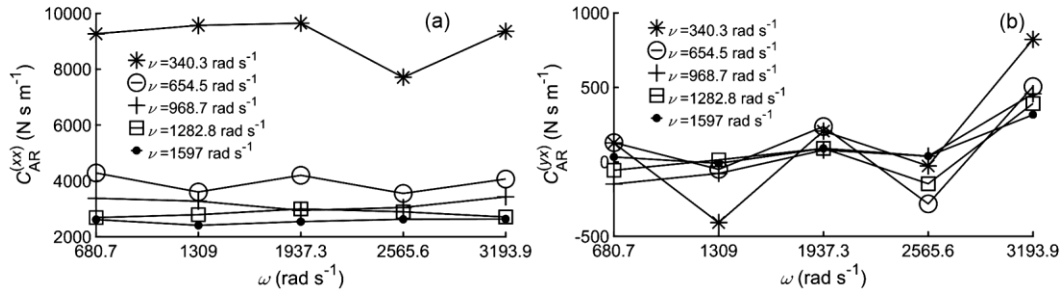 (a)
10000
8000
6000
4000
2000
C_AR^(xx) (N s m⁻¹)
ν=340.3 rad s⁻¹
ν=654.5 rad s⁻¹
ν=968.7 rad s⁻¹
ν=1282.8 rad s⁻¹
ν=1597 rad s⁻¹
680.7 1309 1937.3 2565.6 3193.9
ω (rad s⁻¹)
(b)
1000
500
0
-500
C_AR^(yx) (N s m⁻¹)
ν=340.3 rad s⁻¹
ν=654.5 rad s⁻¹
ν=968.7 rad s⁻¹
ν=1282.8 rad s⁻¹
ν=1597 rad s⁻¹
680.7 1309 1937.3 2565.6 3193.9
ω (rad s⁻¹)